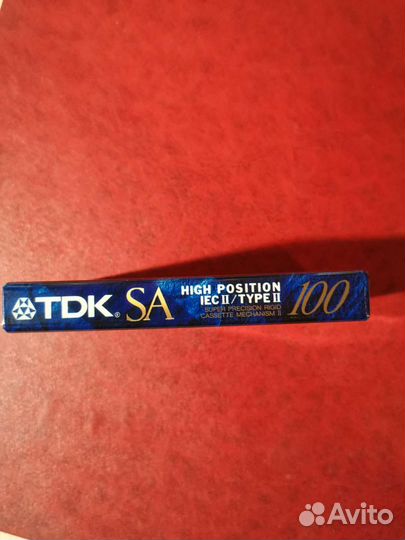 TDK® SA
HIGH POSITION
IEC II/TYPE II
SUPER PRECISION RIGID
CASSETTE MECHANISM II
100
Avito